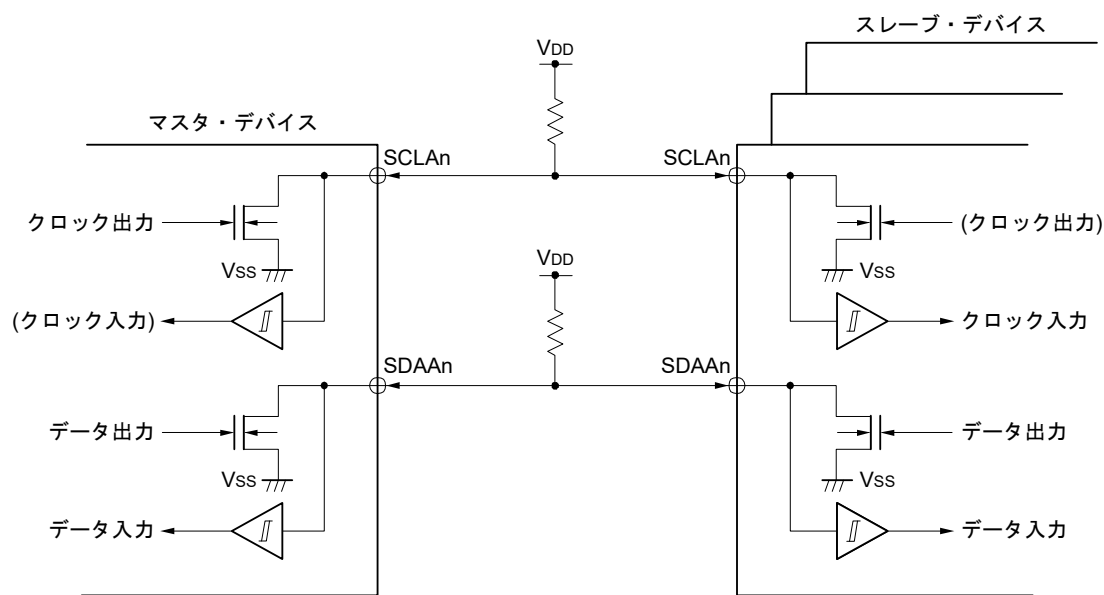 スレーブ・デバイス
VDD
マスタ・デバイス
SCLAn
SCLAn
クロック出力
(クロック出力)
VSS
VSS
VDD
(クロック入力)
クロック入力
SDAAn
SDAAn
データ出力
データ出力
VSS
VSS
データ入力
データ入力